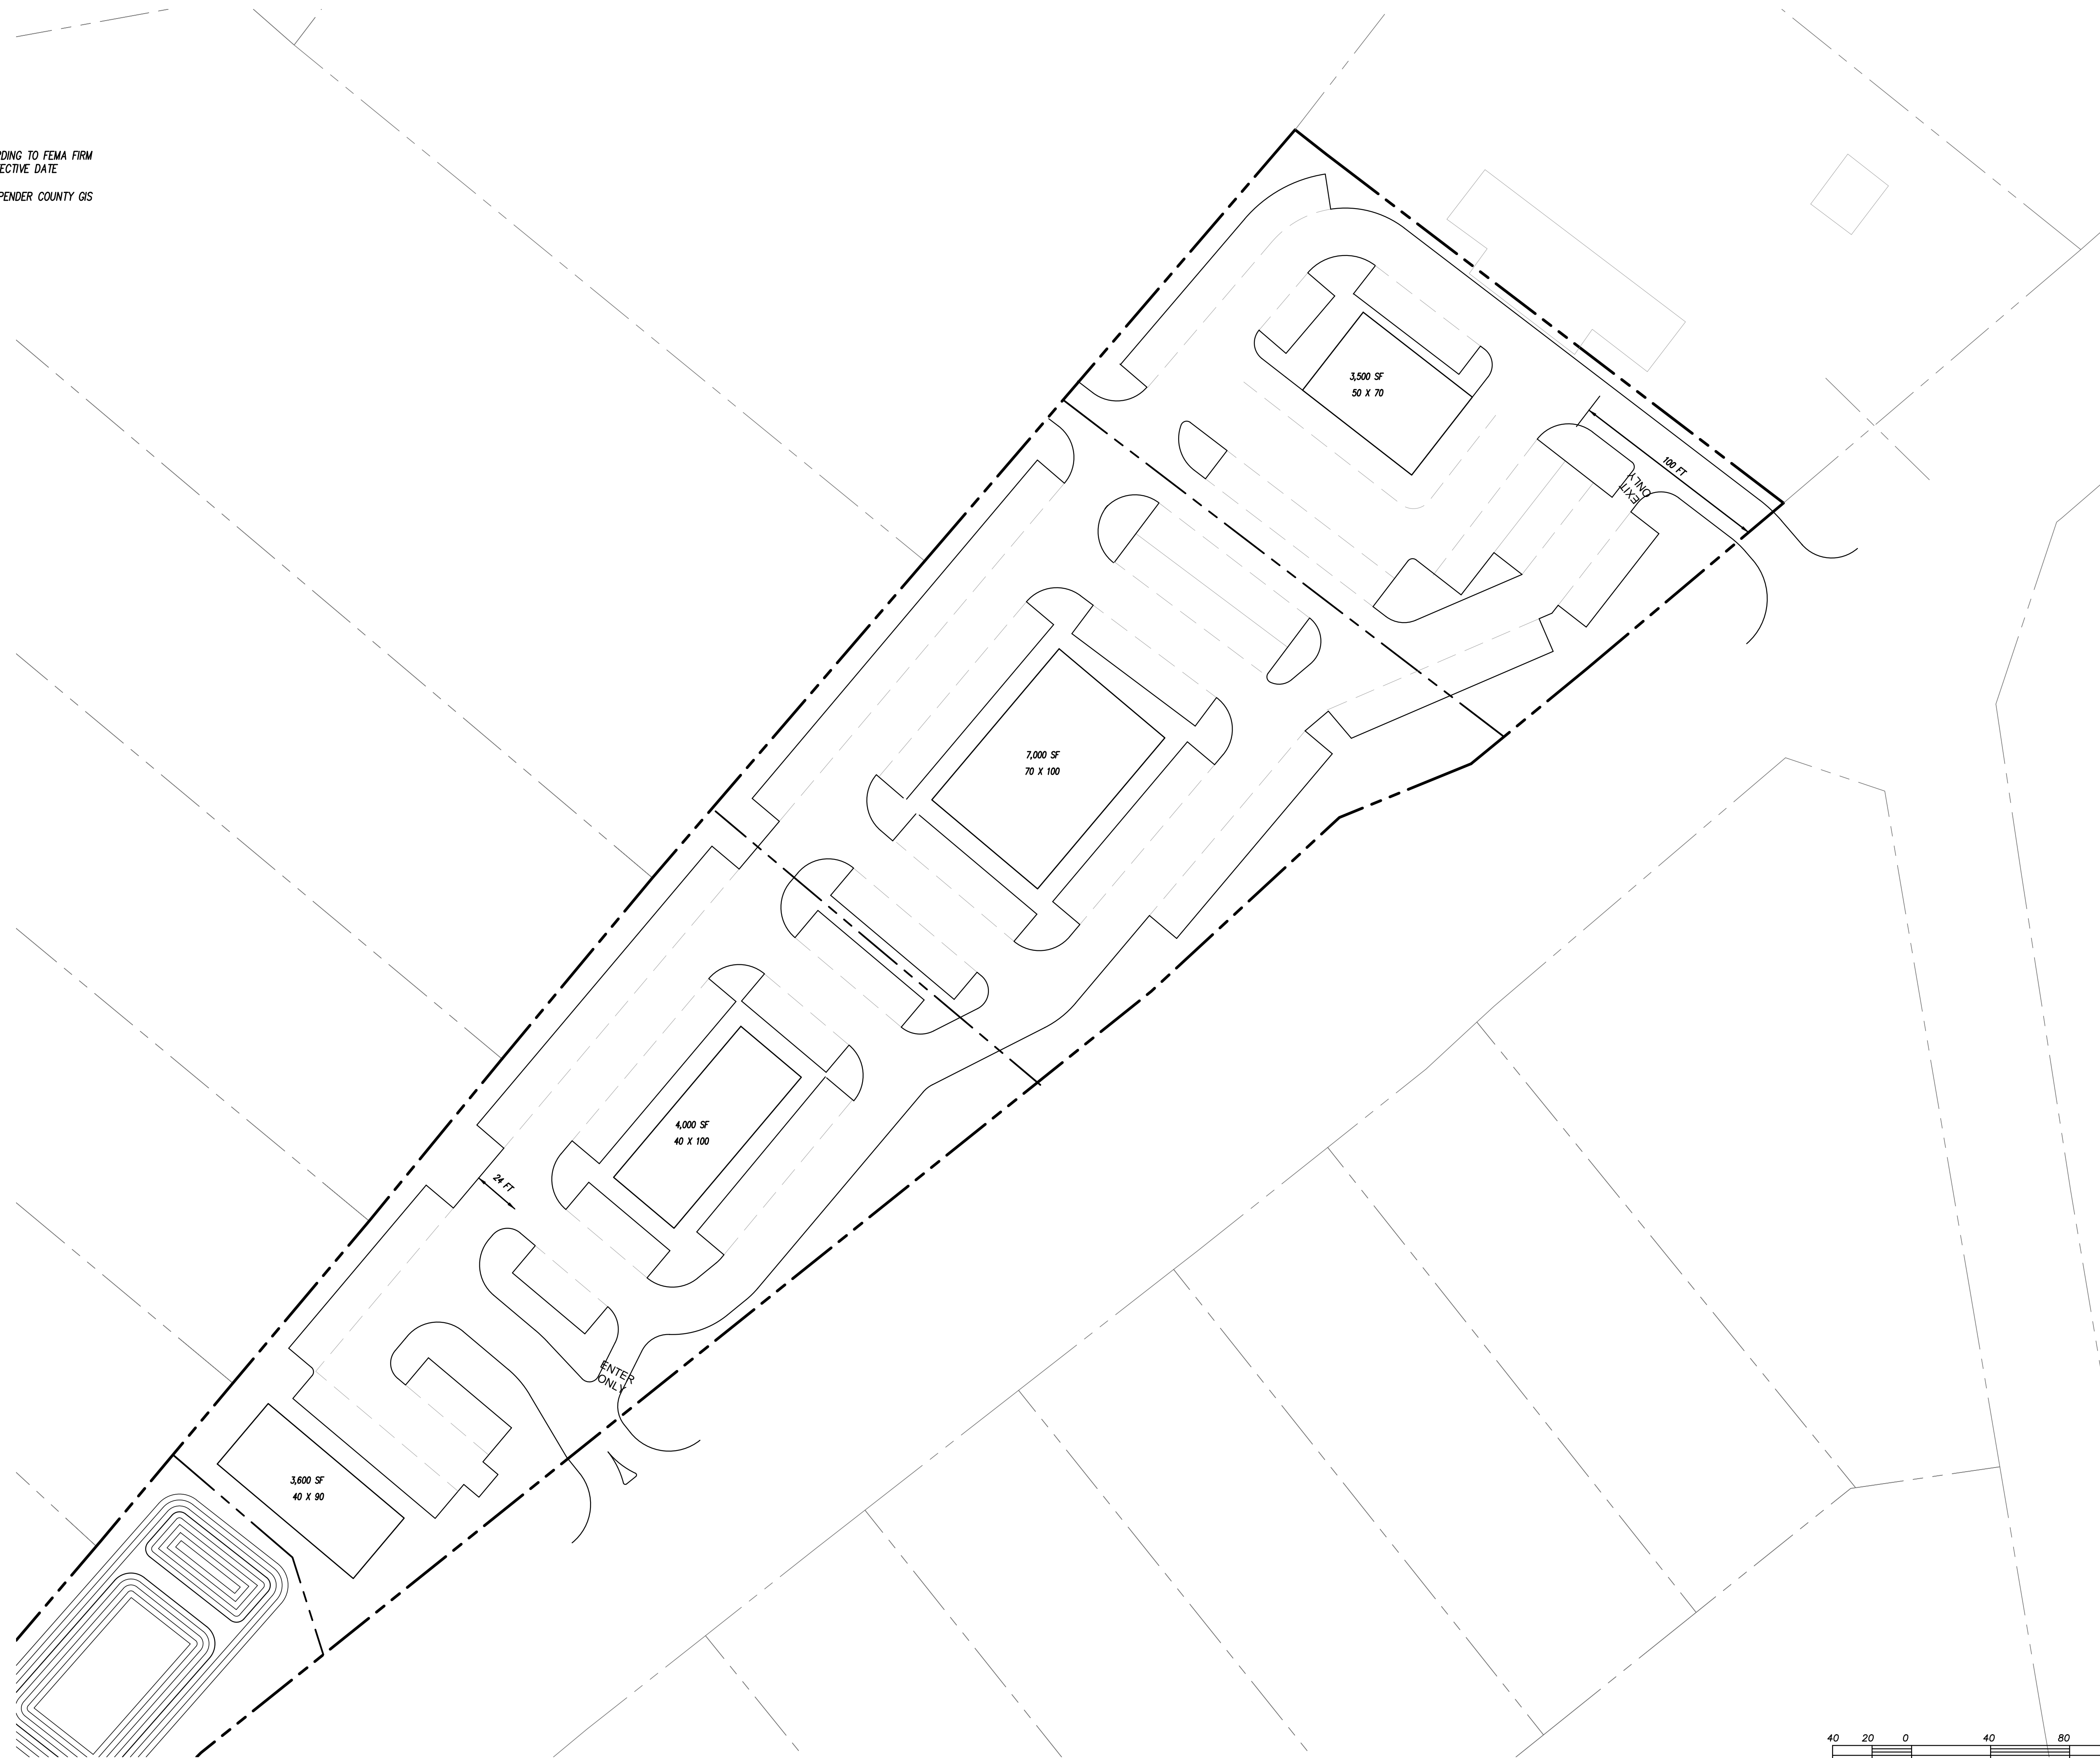 RDING TO FEMA FIRM
ECTIVE DATE
PENDER COUNTY GIS
3,500 SF
50 X 70
100 FT
EXIT
ONLY
7,000 SF
70 X 100
4,000 SF
40 X 100
24 FT
ENTER
ONLY
3,600 SF
40 X 90
40 20 0 40 80